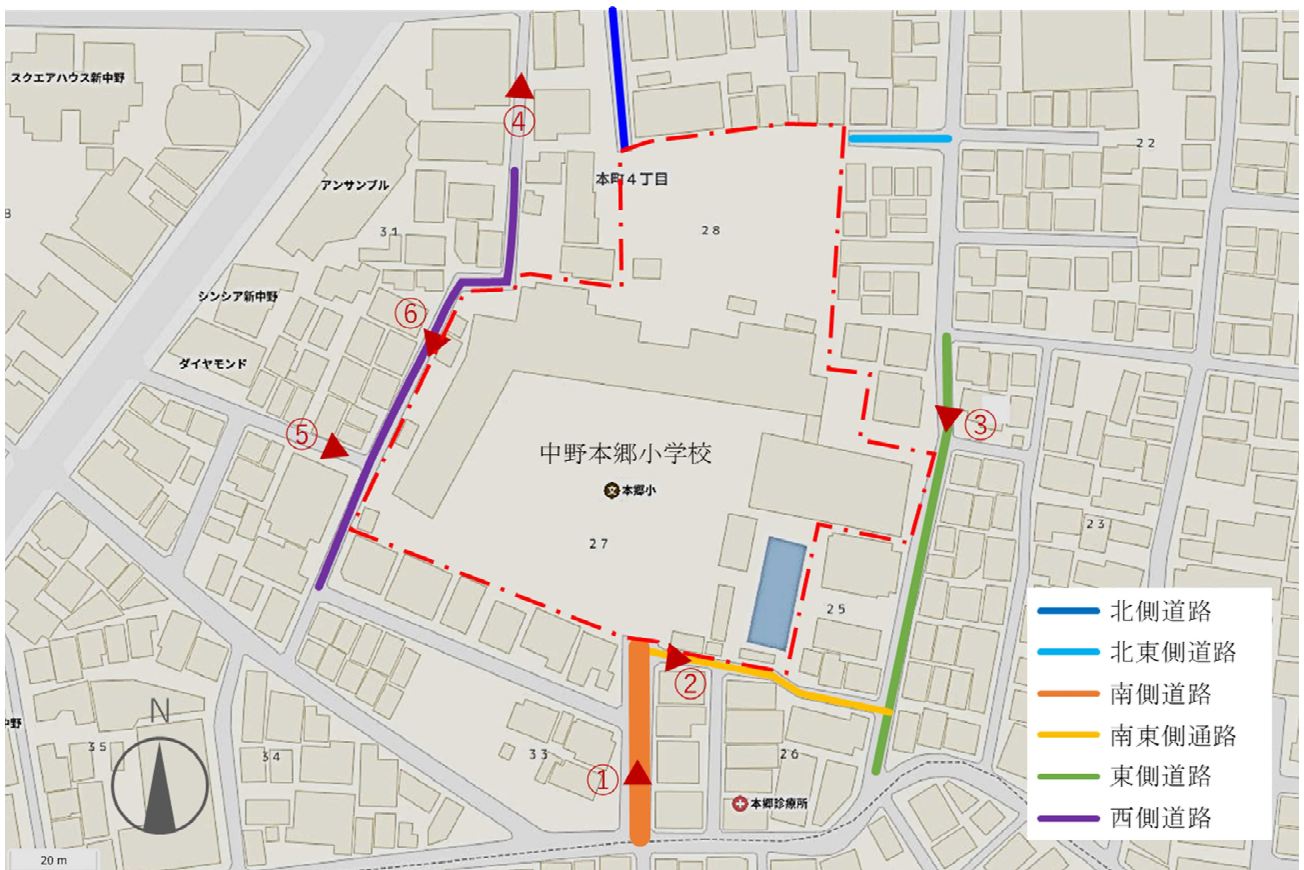 スクエアハウス新中野
④
22
本町4丁目
アンサンブル
8
31
28
シンシア新中野
⑥
ダイヤモンド
③
⑤
中野本郷小学校
文 本郷小
23
27
25
北側道路
北東側道路
②
南側道路
N
中野
南東側通路
35
34
33
26
東側道路
①
本郷診療所
西側道路
20 m